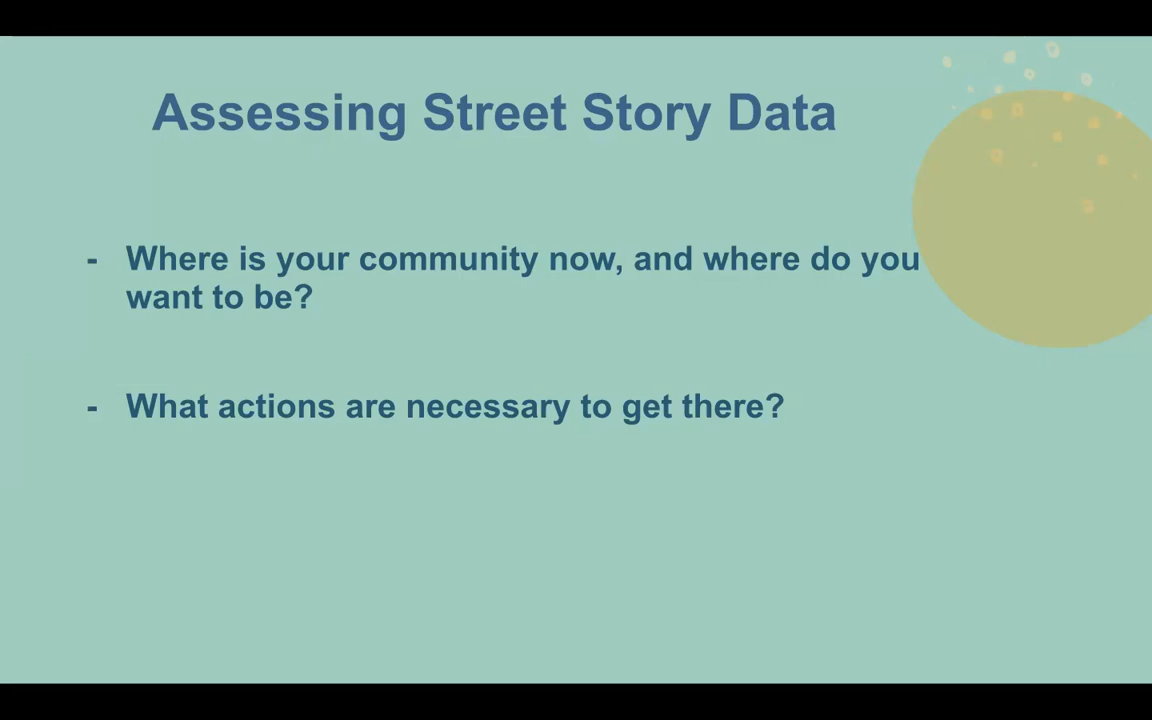 Assessing Street Story Data
- Where is your community now, and where do you
want to be?
- What actions are necessary to get there?